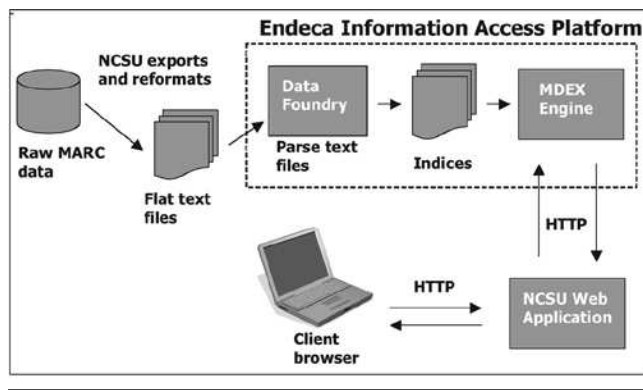 Endeca Information Access Platform
NCSU exports
and reformats
Data
Foundry
MDEX
Engine
Raw MARC
data
Parse text
files
Indices
Flat text
files
HTTP
HTTP
NCSU Web
Application
Client
browser